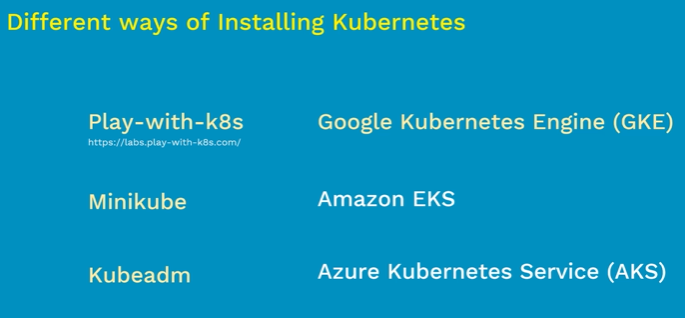 Different ways of Installing Kubernetes
Play-with-k8s
https://labs.play-with-k8s.com/
Minikube
Kubeadm
Google Kubernetes Engine (GKE)
Amazon EKS
Azure Kubernetes Service (AKS)